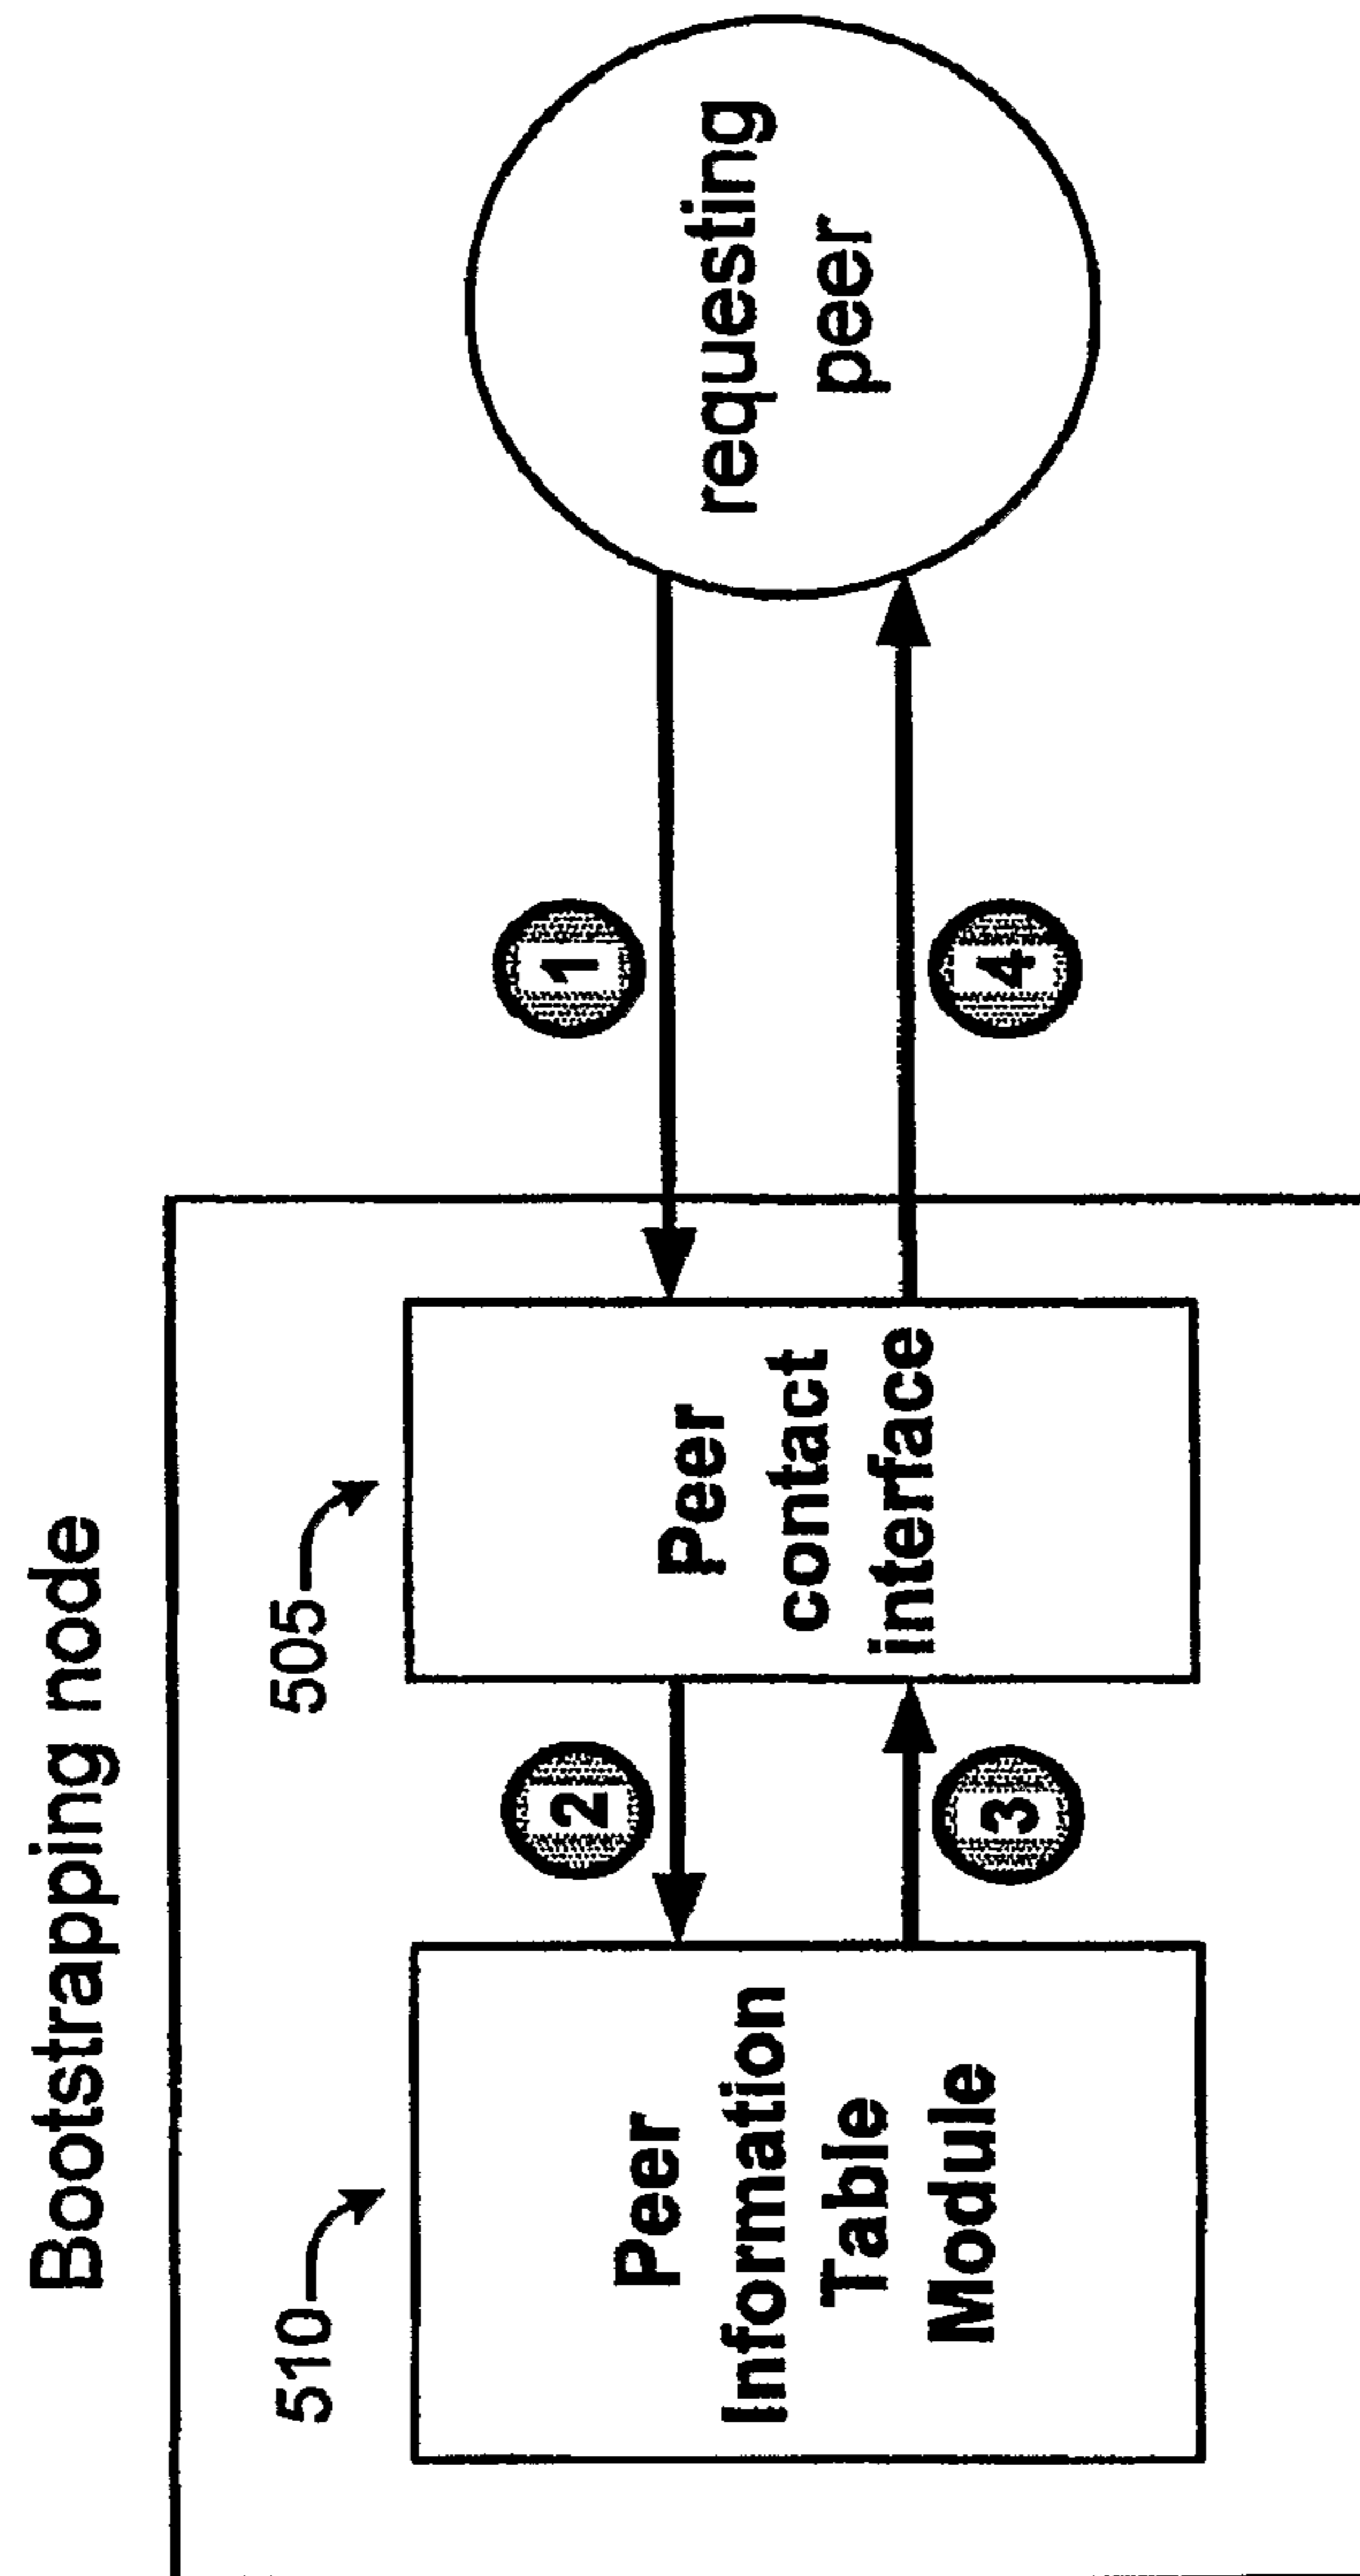 Bootstrapping node
510
505
Peer
Information
Table
Module
2
3
Peer
contact
interface
1
4
requesting
peer